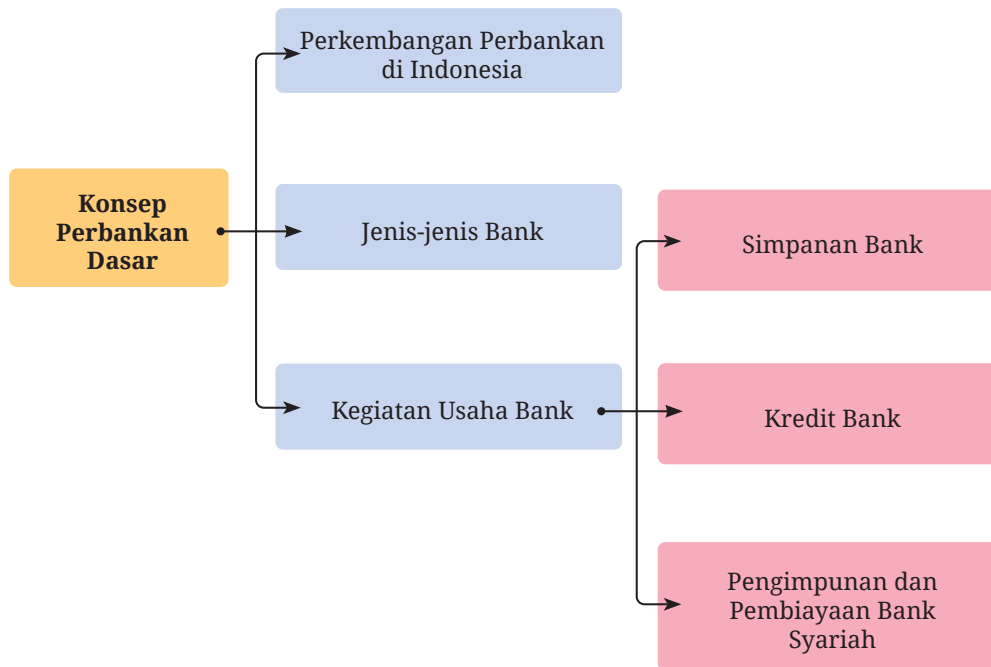 Perkembangan Perbankan
di Indonesia
Konsep
Perbankan
Dasar
Jenis-jenis Bank
Simpanan Bank
Kegiatan Usaha Bank
Kredit Bank
Pengimpunan dan
Pembiayaan Bank
Syariah